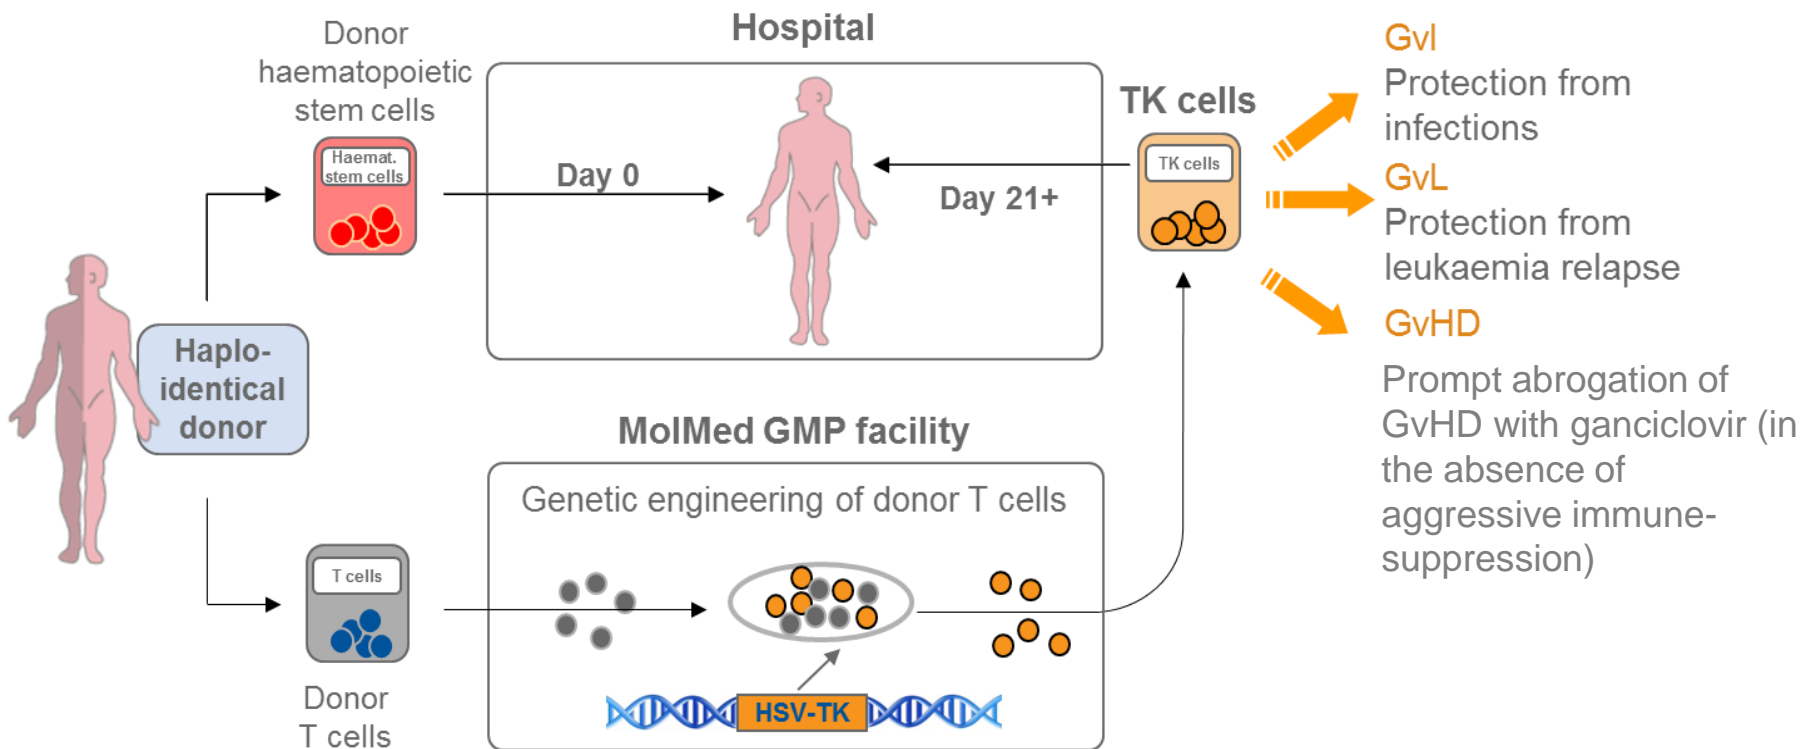 Donor
haematopoietic
stem cells
Haemat.
stem cells
Hospital
Day 0
Day 21+
TK cells
TK cells
GvI
Protection from
infections
GvL
Protection from
leukaemia relapse
GvHD
Prompt abrogation of
GvHD with ganciclovir (in
the absence of
aggressive immune-
suppression)
Haplo-
identical
donor
MolMed GMP facility
Genetic engineering of donor T cells
T cells
Donor
T cells
HSV-TK